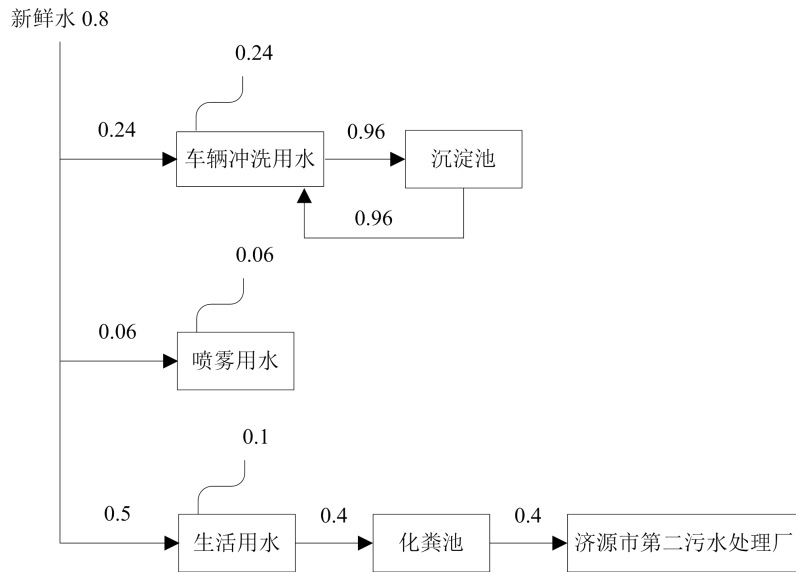 新鲜水 0.8
0.24
0.24
车辆冲洗用水
0.96
沉淀池
0.96
0.06
0.06
喷雾用水
0.1
0.5
生活用水
0.4
化粪池
0.4
济源市第二污水处理厂